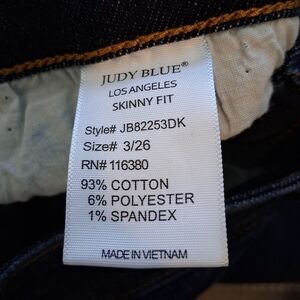 JUDY BLUE®
LOS ANGELES
SKINNY FIT
Style# JB82253DK
Size# 3/26
RN# 116380
93% COTTON
6% POLYESTER
1% SPANDEX
MADE IN VIETNAM